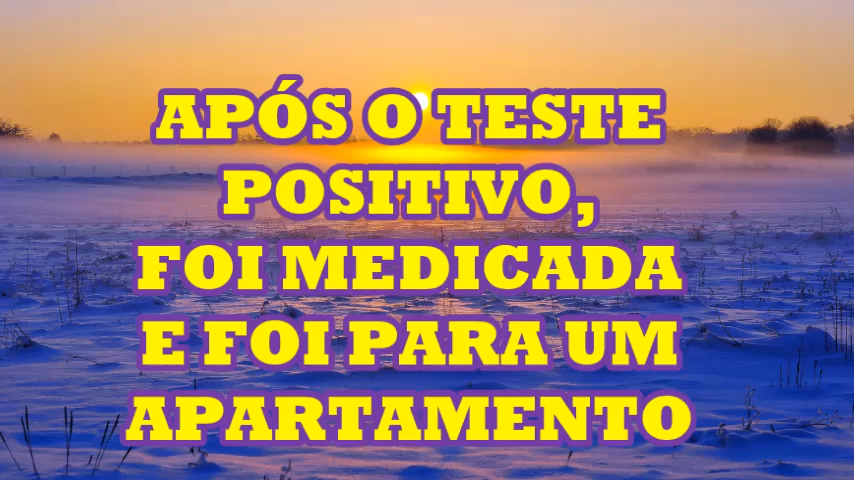 APÓS O TESTE
POSITIVO,
FOI MEDICADA
E FOI PARA UM
APARTAMENTO